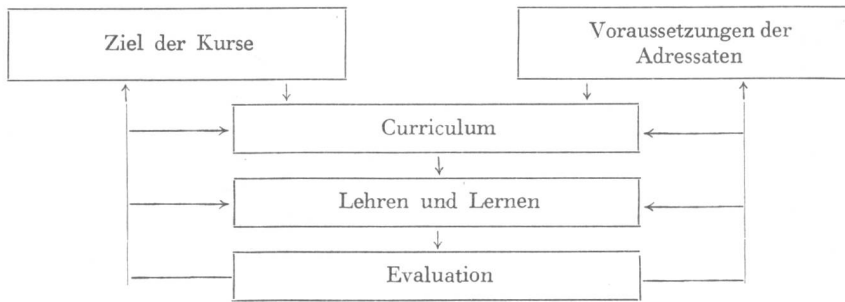 Ziel der Kurse
Voraussetzungen der
Adressaten
Curriculum
Lehren und Lernen
Evaluation